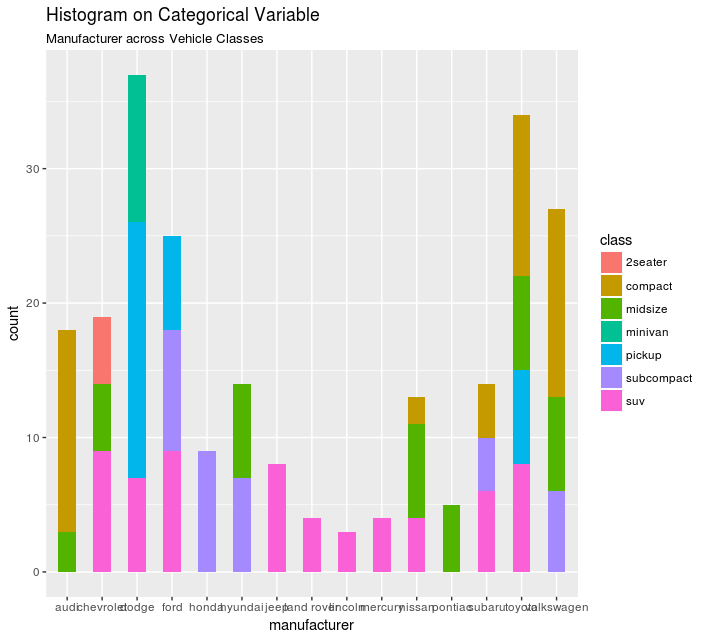 Histogram on Categorical Variable
Manufacturer across Vehicle Classes
count
30
20
10
0
audi chevrolet dodge ford honda hyundai jeep land rover lincoln mercury nissan pontiac subaru toyota volkswagen
manufacturer
class
2seater
compact
midsize
minivan
pickup
subcompact
suv